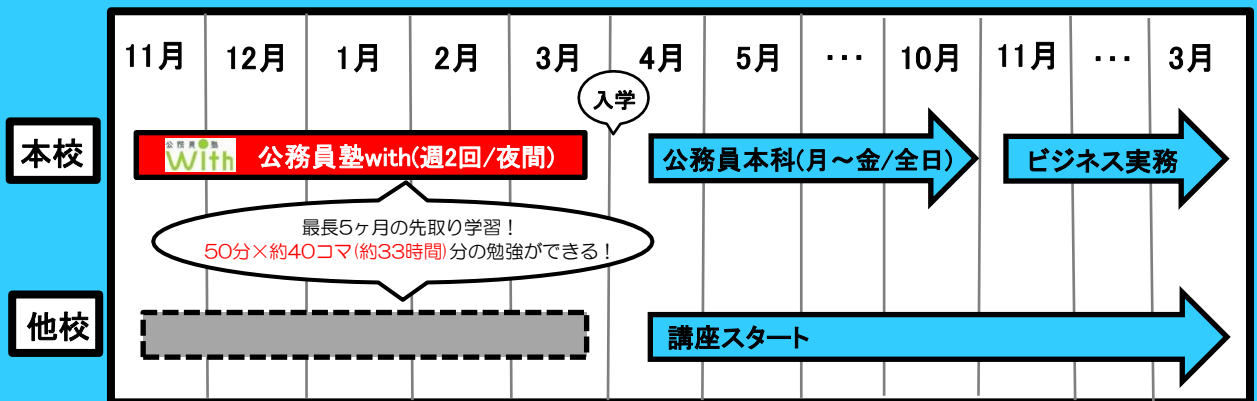 11月 12月 1月 2月 3月 4月 5月 ··· 10月 11月 ··· 3月
入学
本校
公務員塾
With
公務員塾with(週2回/夜間)
公務員本科(月～金/全日)
ビジネス実務
最長5ヶ月の先取り学習！
50分×約40コマ(約33時間)分の勉強ができる！
他校
講座スタート